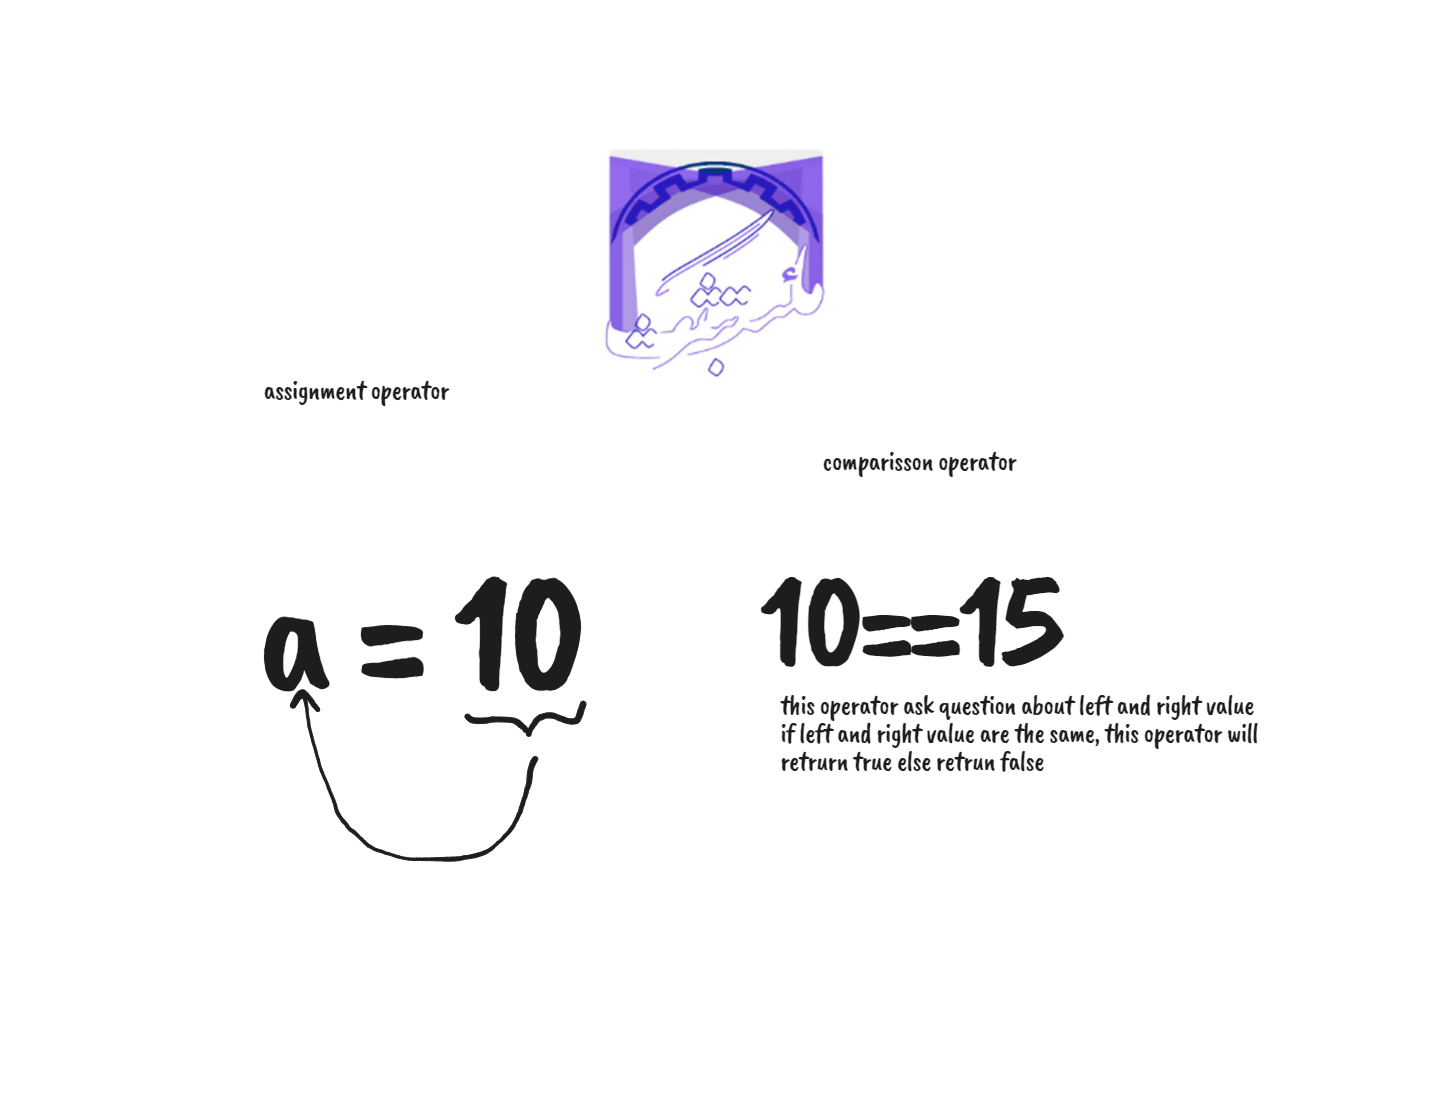 assignment operator
comparisson operator
a = 10
10==15
this operator ask question about left and right value
if left and right value are the same, this operator will
retrurn true else retrun false